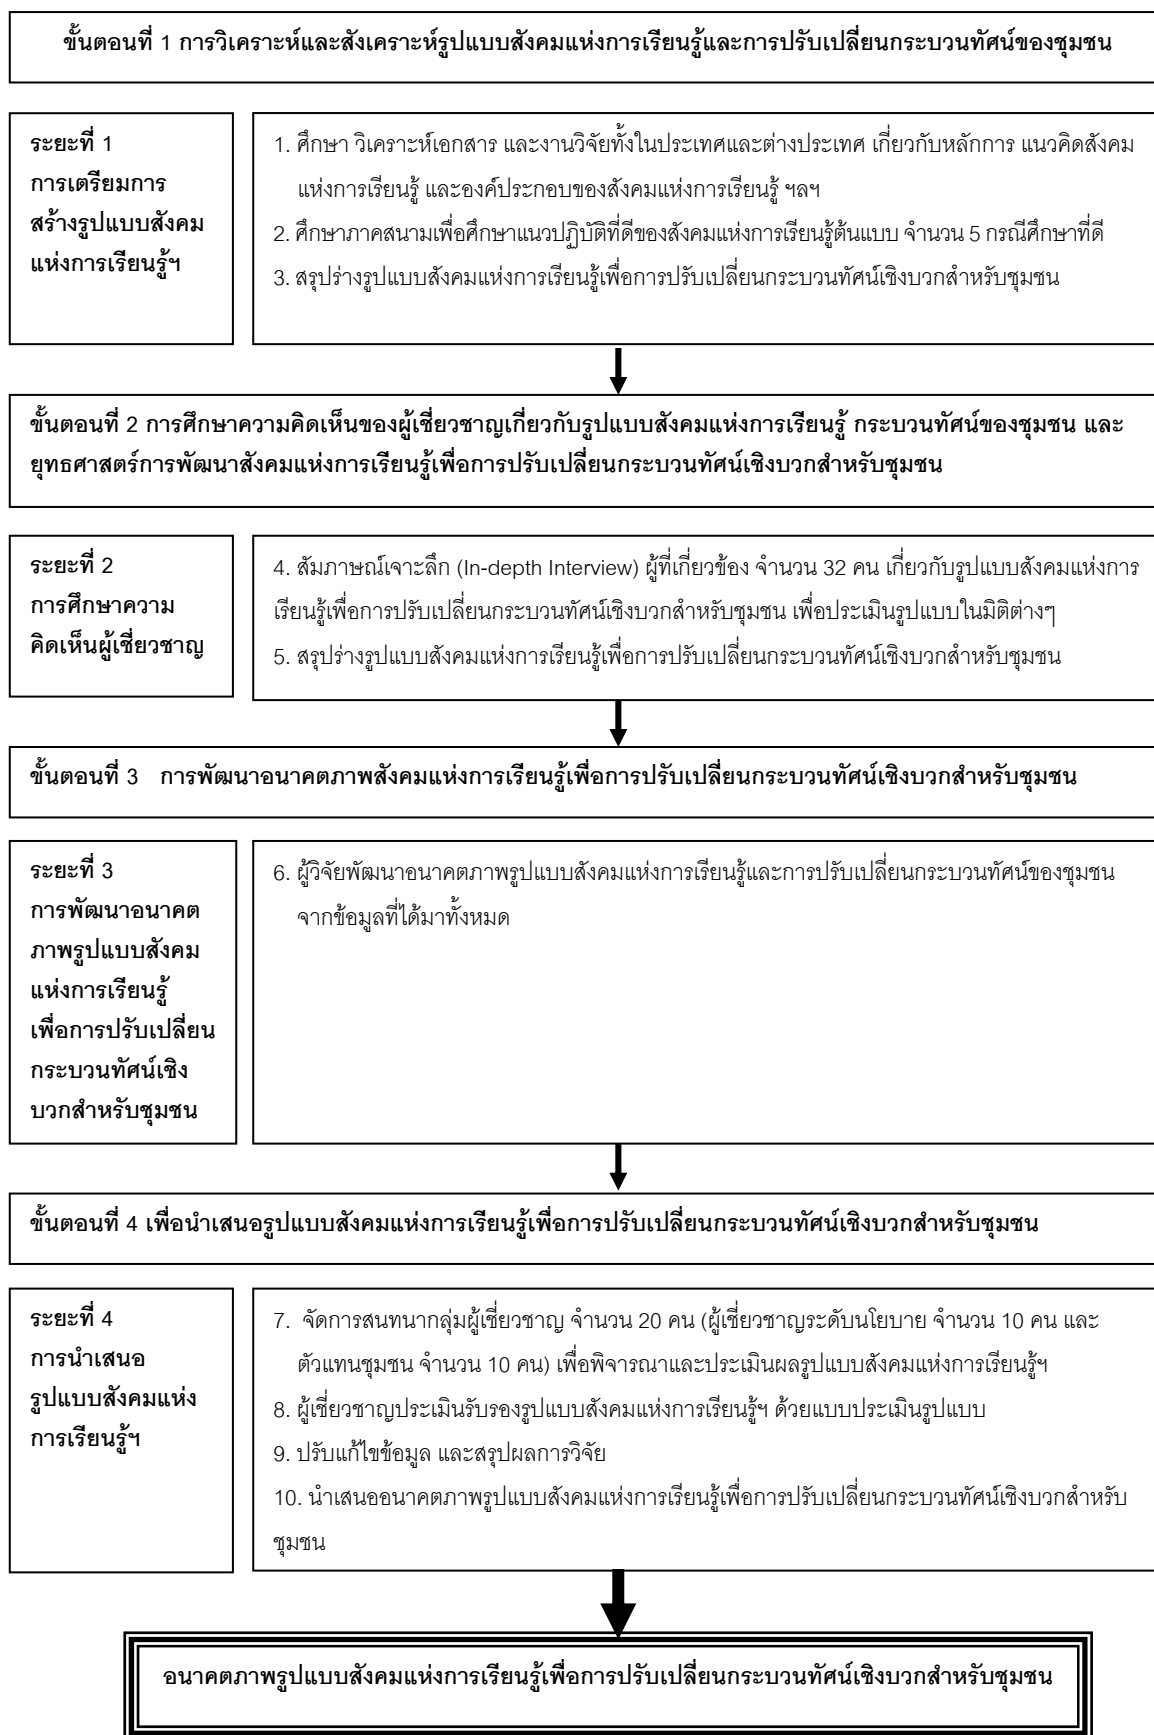 ขั้นตอนที่ 1 การวิเคราะห์และสังเคราะห์รูปแบบสังคมแห่งการเรียนรู้และการปรับเปลี่ยนกระบวนทัศน์ของชุมชน
ระยะที่ 1
การเตรียมการ
สร้างรูปแบบสังคม
แห่งการเรียนรู้ฯ
1. ศึกษา วิเคราะห์เอกสาร และงานวิจัยทั้งในประเทศและต่างประเทศ เกี่ยวกับหลักการ แนวคิดสังคม
แห่งการเรียนรู้ และองค์ประกอบของสังคมแห่งการเรียนรู้ ฯลฯ
2. ศึกษาภาคสนามเพื่อศึกษาแนวปฏิบัติที่ดีของสังคมแห่งการเรียนรู้ต้นแบบ จำนวน 5 กรณีศึกษาที่ดี
3. สรุปร่างรูปแบบสังคมแห่งการเรียนรู้เพื่อการปรับเปลี่ยนกระบวนทัศน์เชิงบวกสำหรับชุมชน
ขั้นตอนที่ 2 การศึกษาความคิดเห็นของผู้เชี่ยวชาญเกี่ยวกับรูปแบบสังคมแห่งการเรียนรู้ กระบวนทัศน์ของชุมชน และ
ยุทธศาสตร์การพัฒนาสังคมแห่งการเรียนรู้เพื่อการปรับเปลี่ยนกระบวนทัศน์เชิงบวกสำหรับชุมชน
ระยะที่ 2
การศึกษาความ
คิดเห็นผู้เชี่ยวชาญ
4. สัมภาษณ์เจาะลึก (In-depth Interview) ผู้ที่เกี่ยวข้อง จำนวน 32 คน เกี่ยวกับรูปแบบสังคมแห่งการ
เรียนรู้เพื่อการปรับเปลี่ยนกระบวนทัศน์เชิงบวกสำหรับชุมชน เพื่อประเมินรูปแบบในมิติต่างๆ
5. สรุปร่างรูปแบบสังคมแห่งการเรียนรู้เพื่อการปรับเปลี่ยนกระบวนทัศน์เชิงบวกสำหรับชุมชน
ขั้นตอนที่ 3 การพัฒนาอนาคตภาพสังคมแห่งการเรียนรู้เพื่อการปรับเปลี่ยนกระบวนทัศน์เชิงบวกสำหรับชุมชน
ระยะที่ 3
การพัฒนาอนาคต
ภาพรูปแบบสังคม
แห่งการเรียนรู้
เพื่อการปรับเปลี่ยน
กระบวนทัศน์เชิง
บวกสำหรับชุมชน
6. ผู้วิจัยพัฒนาอนาคตภาพรูปแบบสังคมแห่งการเรียนรู้และการปรับเปลี่ยนกระบวนทัศน์ของชุมชน
จากข้อมูลที่ได้มาทั้งหมด
ขั้นตอนที่ 4 เพื่อนำเสนอรูปแบบสังคมแห่งการเรียนรู้เพื่อการปรับเปลี่ยนกระบวนทัศน์เชิงบวกสำหรับชุมชน
ระยะที่ 4
การนำเสนอ
รูปแบบสังคมแห่ง
การเรียนรู้ฯ
7. จัดการสนทนากลุ่มผู้เชี่ยวชาญ จำนวน 20 คน (ผู้เชี่ยวชาญระดับนโยบาย จำนวน 10 คน และ
ตัวแทนชุมชน จำนวน 10 คน) เพื่อพิจารณาและประเมินผลรูปแบบสังคมแห่งการเรียนรู้ฯ
8. ผู้เชี่ยวชาญประเมินรับรองรูปแบบสังคมแห่งการเรียนรู้ฯ ด้วยแบบประเมินรูปแบบ
9. ปรับแก้ไขข้อมูล และสรุปผลการวิจัย
10. นำเสนออนาคตภาพรูปแบบสังคมแห่งการเรียนรู้เพื่อการปรับเปลี่ยนกระบวนทัศน์เชิงบวกสำหรับ
ชุมชน
อนาคตภาพรูปแบบสังคมแห่งการเรียนรู้เพื่อการปรับเปลี่ยนกระบวนทัศน์เชิงบวกสำหรับชุมชน